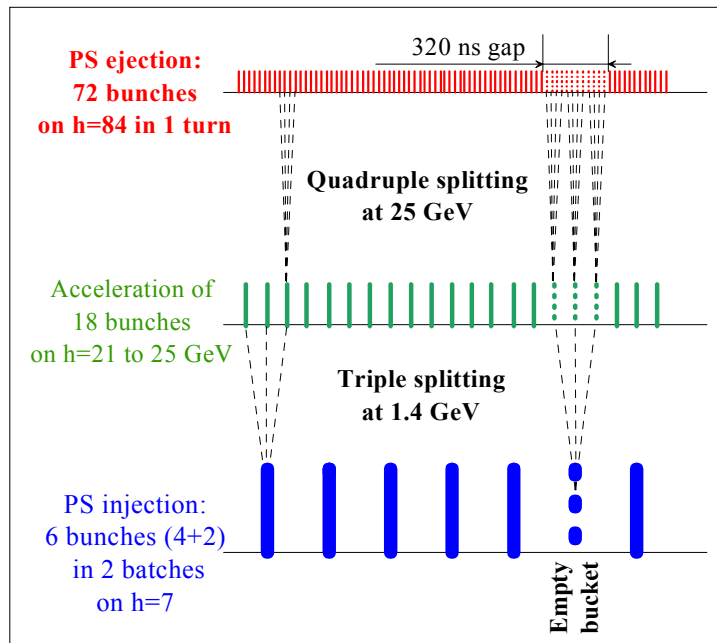 320 ns gap
PS ejection:
72 bunches
on h=84 in 1 turn
Quadruple splitting
at 25 GeV
Acceleration of
18 bunches
on h=21 to 25 GeV
Triple splitting
at 1.4 GeV
PS injection:
6 bunches (4+2)
in 2 batches
on h=7
Empty
bucket